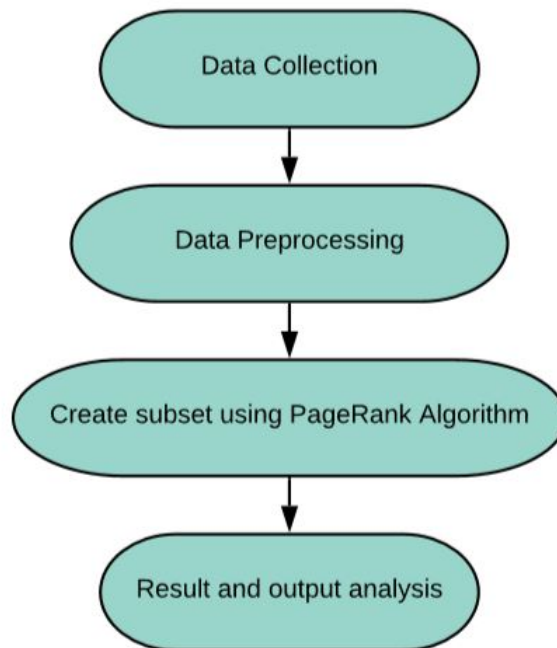 Data Collection
Data Preprocessing
Create subset using PageRank Algorithm
Result and output analysis